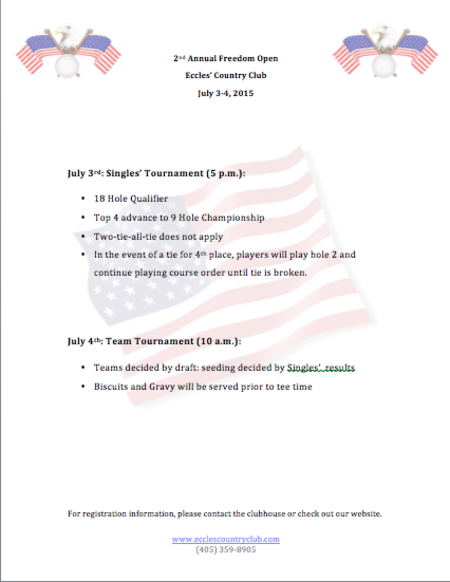 2nd Annual Freedom Open
Eccles' Country Club
July 3-4, 2015
July 3rd: Singles' Tournament (5 p.m.):
• 18 Hole Qualifier
• Top 4 advance to 9 Hole Championship
• Two-tie-all-tie does not apply
• In the event of a tie for 4th place, players will play hole 2 and
continue playing course order until tie is broken.
July 4th: Team Tournament (10 a.m.):
• Teams decided by draft: seeding decided by Singles' results
• Biscuits and Gravy will be served prior to tee time
For registration information, please contact the clubhouse or check out our website.
www.ecclescountryclub.com
(405) 359-8905